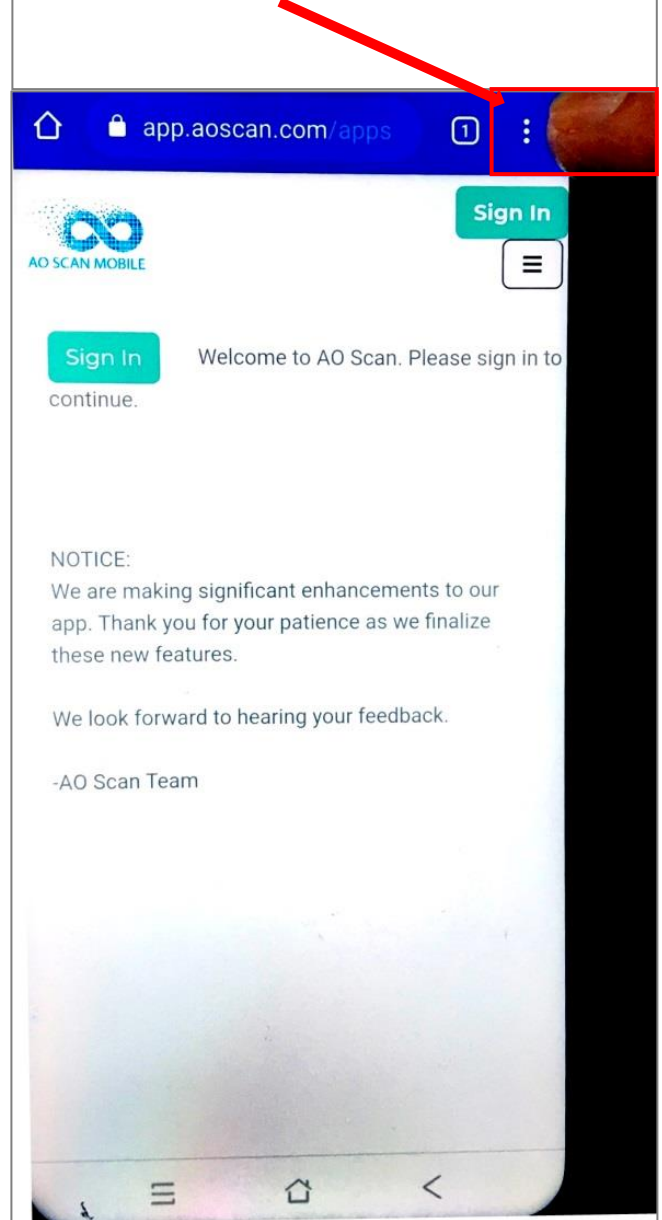 app.aoscan.com/apps
1
Sign In
AO SCAN MOBILE
Sign In Welcome to AO Scan. Please sign in to
continue.
NOTICE:
We are making significant enhancements to our
app. Thank you for your patience as we finalize
these new features.
We look forward to hearing your feedback.
-AO Scan Team